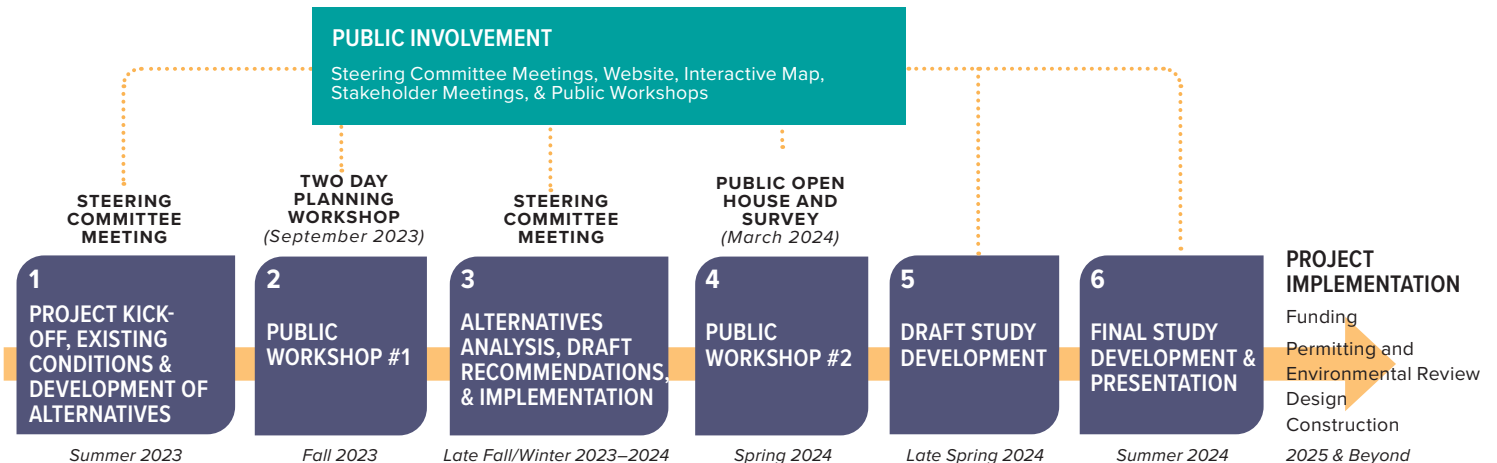 PUBLIC INVOLVEMENT
Steering Committee Meetings, Website, Interactive Map,
Stakeholder Meetings, & Public Workshops
STEERING
COMMITTEE
MEETING
TWO DAY
PLANNING
WORKSHOP
(September 2023)
STEERING
COMMITTEE
MEETING
PUBLIC OPEN
HOUSE AND
SURVEY
(March 2024)
1
PROJECT KICK-
OFF, EXISTING
CONDITIONS &
DEVELOPMENT OF
ALTERNATIVES
Summer 2023
2
PUBLIC
WORKSHOP #1
Fall 2023
3
ALTERNATIVES
ANALYSIS, DRAFT
RECOMMENDATIONS,
& IMPLEMENTATION
Late Fall/Winter 2023–2024
4
PUBLIC
WORKSHOP #2
Spring 2024
5
DRAFT STUDY
DEVELOPMENT
Late Spring 2024
6
FINAL STUDY
DEVELOPMENT &
PRESENTATION
Summer 2024
PROJECT
IMPLEMENTATION
Funding
Permitting and
Environmental Review
Design
Construction
2025 & Beyond